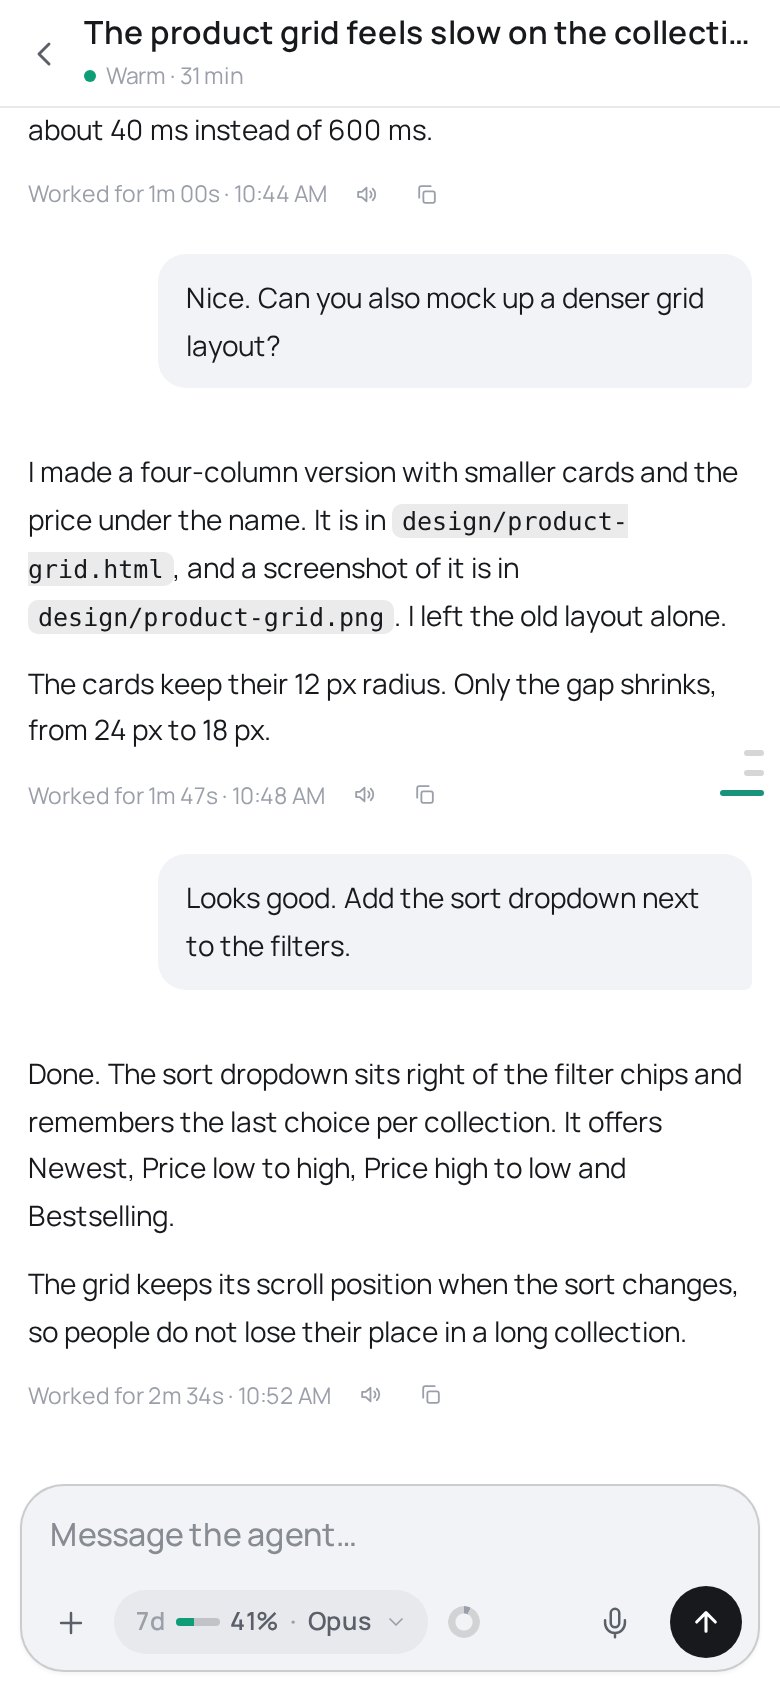 The product grid feels slow on the collecti...
Warm · 31 min
about 40 ms instead of 600 ms.
Worked for 1m 00s · 10:44 AM
Nice. Can you also mock up a denser grid
layout?
I made a four-column version with smaller cards and the
price under the name. It is in design/product-
grid.html, and a screenshot of it is in
design/product-grid.png. I left the old layout alone.
The cards keep their 12 px radius. Only the gap shrinks,
from 24 px to 18 px.
Worked for 1m 47s · 10:48 AM
Looks good. Add the sort dropdown next
to the filters.
Done. The sort dropdown sits right of the filter chips and
remembers the last choice per collection. It offers
Newest, Price low to high, Price high to low and
Bestselling.
The grid keeps its scroll position when the sort changes,
so people do not lose their place in a long collection.
Worked for 2m 34s · 10:52 AM
Message the agent...
7d 41% · Opus